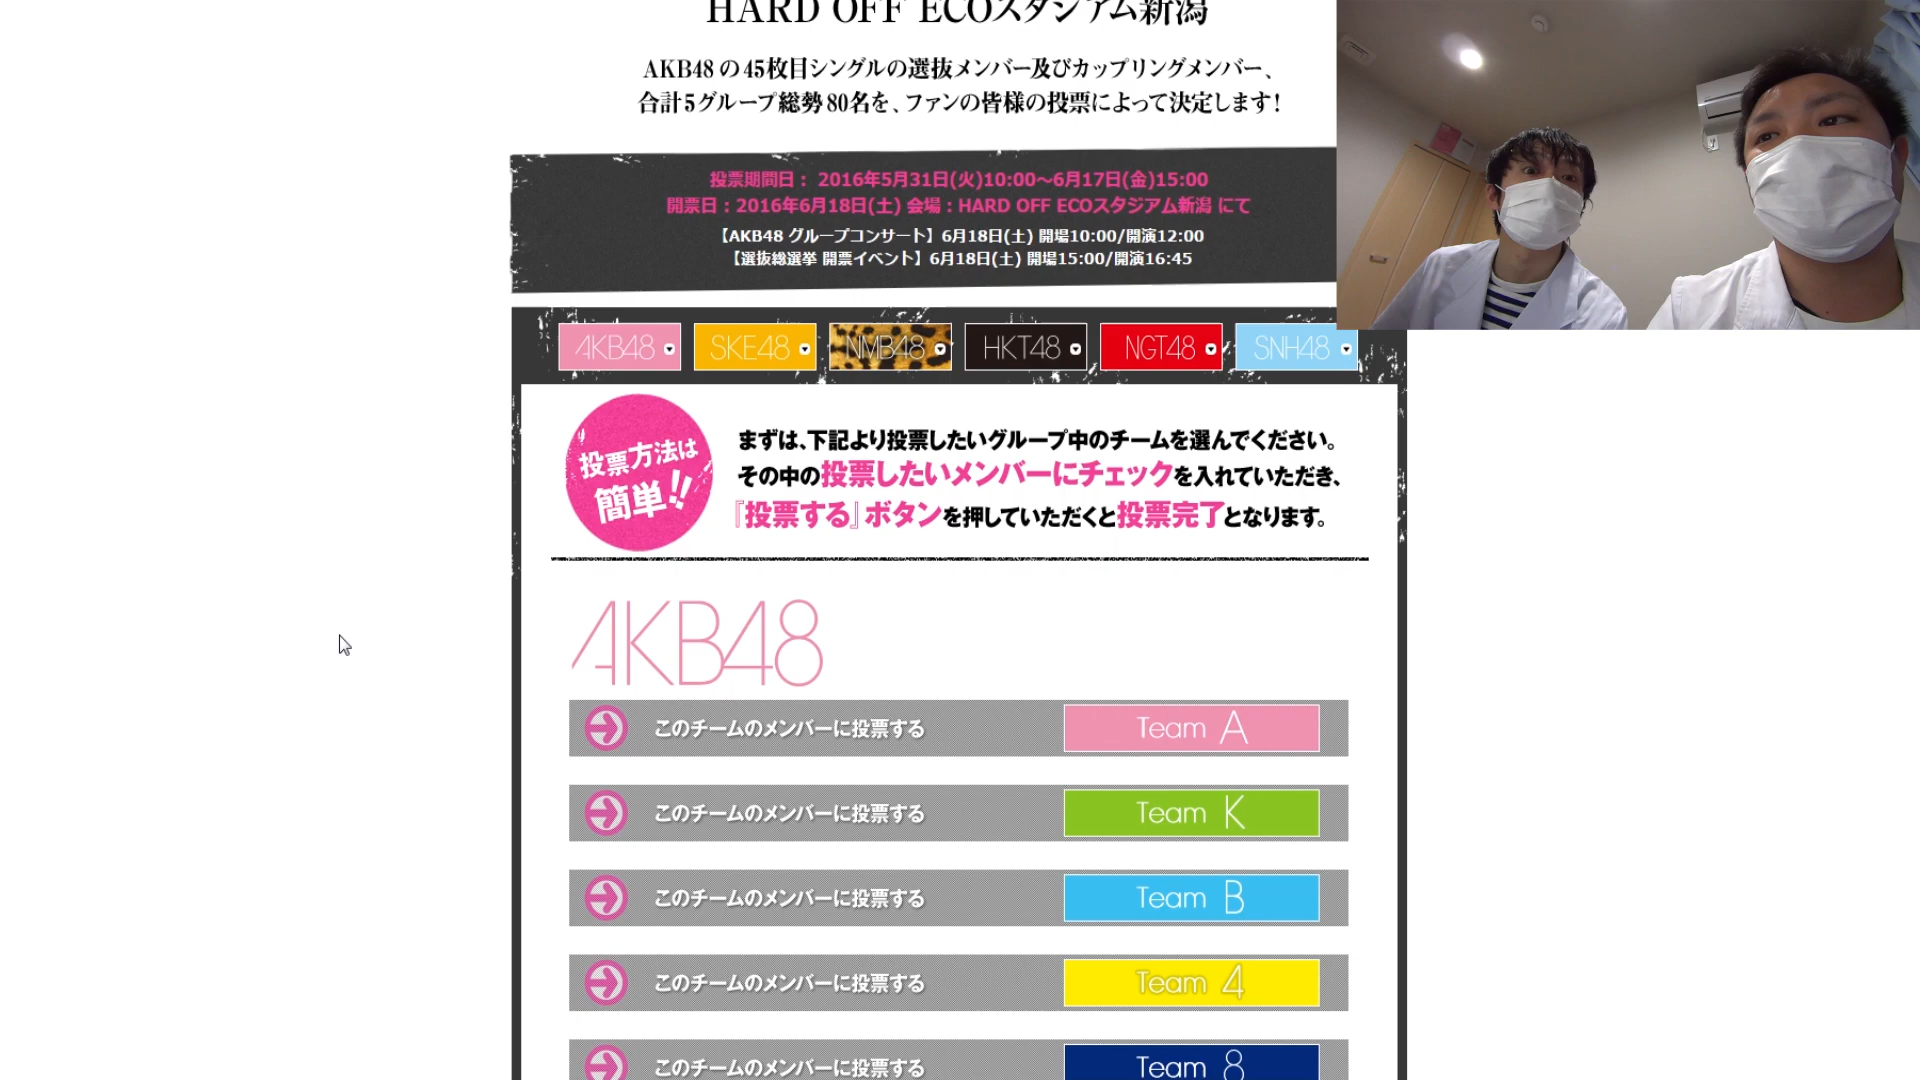 HARD OFF ECOスタジアム新潟
AKB48の45枚目シングルの選抜メンバー及びカップリングメンバー、
合計5グループ総勢80名を、ファンの皆様の投票によって決定します!
投票期間日： 2016年5月31日(火)10:00～6月17日(金)15:00
開票日：2016年6月18日(土) 会場：HARD OFF ECOスタジアム新潟 にて
【AKB48 グループコンサート】6月18日(土) 開場10:00/開演12:00
【選抜総選挙 開票イベント】6月18日(土) 開場15:00/開演16:45
AKB48 SKE48 NMB48 HKT48 NGT48 SNH48
投票方法は
簡単!!
まずは、下記より投票したいグループ中のチームを選んでください。
その中の投票したいメンバーにチェックを入れていただき、
『投票する』ボタンを押していただくと投票完了となります。
AKB48
このチームのメンバーに投票する Team A
このチームのメンバーに投票する Team K
このチームのメンバーに投票する Team B
このチームのメンバーに投票する Team 4
このチームのメンバーに投票する Team 8